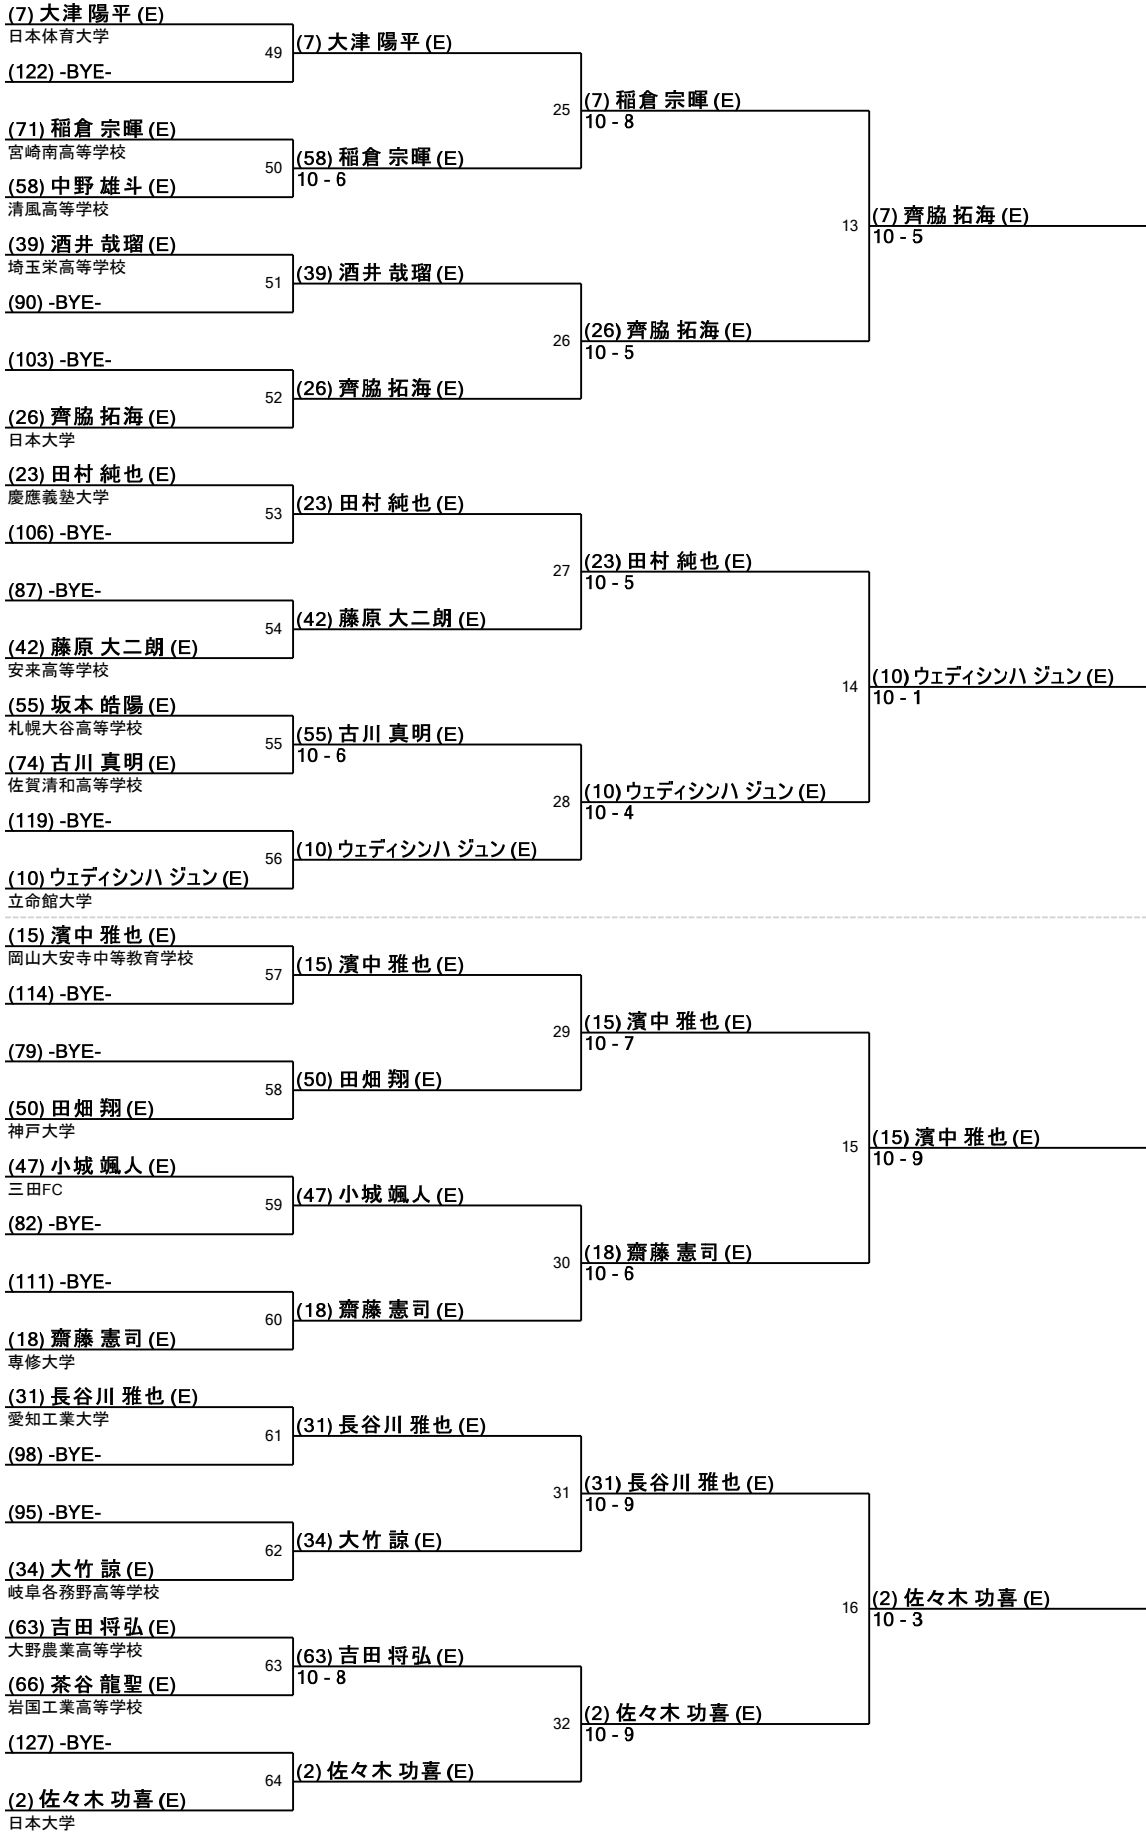 (7) 大津 陽平 (E)
日本体育大学
49
(7) 大津 陽平 (E)
(122) -BYE-
25
(7) 稲倉 宗暉 (E)
10 - 8
(71) 稲倉 宗暉 (E)
宮崎南高等学校
50
(58) 稲倉 宗暉 (E)
10 - 6
(58) 中野 雄斗 (E)
清風高等学校
13
(7) 齊脇 拓海 (E)
10 - 5
(39) 酒井 哉瑠 (E)
埼玉栄高等学校
51
(39) 酒井 哉瑠 (E)
(90) -BYE-
26
(26) 齊脇 拓海 (E)
10 - 5
(103) -BYE-
52
(26) 齊脇 拓海 (E)
(26) 齊脇 拓海 (E)
日本大学
(23) 田村 純也 (E)
慶應義塾大学
53
(23) 田村 純也 (E)
(106) -BYE-
27
(23) 田村 純也 (E)
10 - 5
(87) -BYE-
54
(42) 藤原 大二朗 (E)
(42) 藤原 大二朗 (E)
安来高等学校
14
(10) ウェディシンハ ジュン (E)
10 - 1
(55) 坂本 皓陽 (E)
札幌大谷高等学校
55
(55) 古川 真明 (E)
10 - 6
(74) 古川 真明 (E)
佐賀清和高等学校
28
(10) ウェディシンハ ジュン (E)
10 - 4
(119) -BYE-
56
(10) ウェディシンハ ジュン (E)
(10) ウェディシンハ ジュン (E)
立命館大学
(15) 濱中 雅也 (E)
岡山大安寺中等教育学校
57
(15) 濱中 雅也 (E)
(114) -BYE-
29
(15) 濱中 雅也 (E)
10 - 7
(79) -BYE-
58
(50) 田畑 翔 (E)
(50) 田畑 翔 (E)
神戸大学
15
(15) 濱中 雅也 (E)
10 - 9
(47) 小城 颯人 (E)
三田FC
59
(47) 小城 颯人 (E)
(82) -BYE-
30
(18) 齋藤 憲司 (E)
10 - 6
(111) -BYE-
60
(18) 齋藤 憲司 (E)
(18) 齋藤 憲司 (E)
専修大学
(31) 長谷川 雅也 (E)
愛知工業大学
61
(31) 長谷川 雅也 (E)
(98) -BYE-
31
(31) 長谷川 雅也 (E)
10 - 9
(95) -BYE-
62
(34) 大竹 諒 (E)
(34) 大竹 諒 (E)
岐阜各務野高等学校
16
(2) 佐々木 功喜 (E)
10 - 3
(63) 吉田 将弘 (E)
大野農業高等学校
63
(63) 吉田 将弘 (E)
10 - 8
(66) 茶谷 龍聖 (E)
岩国工業高等学校
32
(2) 佐々木 功喜 (E)
10 - 9
(127) -BYE-
64
(2) 佐々木 功喜 (E)
(2) 佐々木 功喜 (E)
日本大学